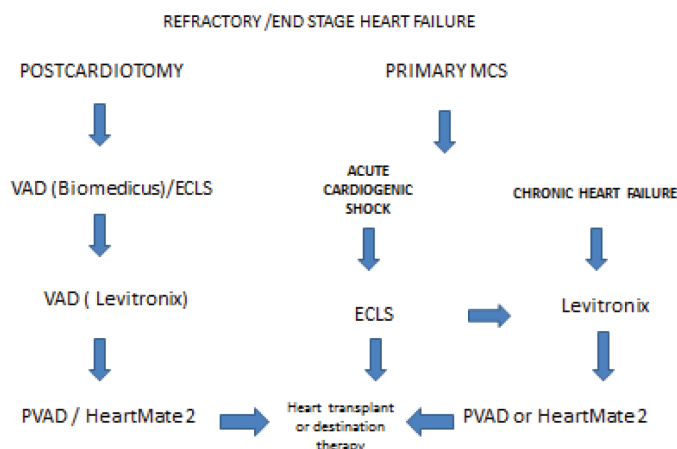 REFRACTORY /END STAGE HEART FAILURE
POSTCARDIOTOMY
PRIMARY MCS
ACUTE
CARDIOGENIC
SHOCK
CHRONIC HEART FAILURE
VAD (Biomedicus)/ECLS
VAD ( Levitronix)
ECLS
Levitronix
PVAD / HeartMate 2
Heart transplant
or destination
therapy
PVAD or HeartMate 2